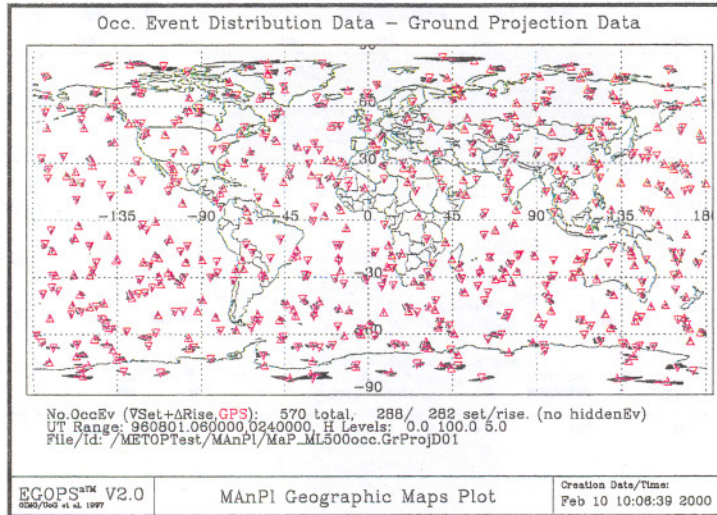 Occ. Event Distribution Data – Ground Projection Data
90
60
30
-135 -90 -45 0 45 90 135 180
-30
-60
-90
No.OccEv (∇Set+ΔRise,GPS): 570 total, 288/ 282 set/rise. (no hiddenEv)
UT Range: 960801.060000,0240000, H Levels: 0.0 100.0 5.0
File/Id: /METOPTest/MAnPl/MaP_ML500occ.GrProjD01
EGOPS™ V2.0
MAnPl Geographic Maps Plot
Creation Date/Time:
Feb 10 10:06:39 2000